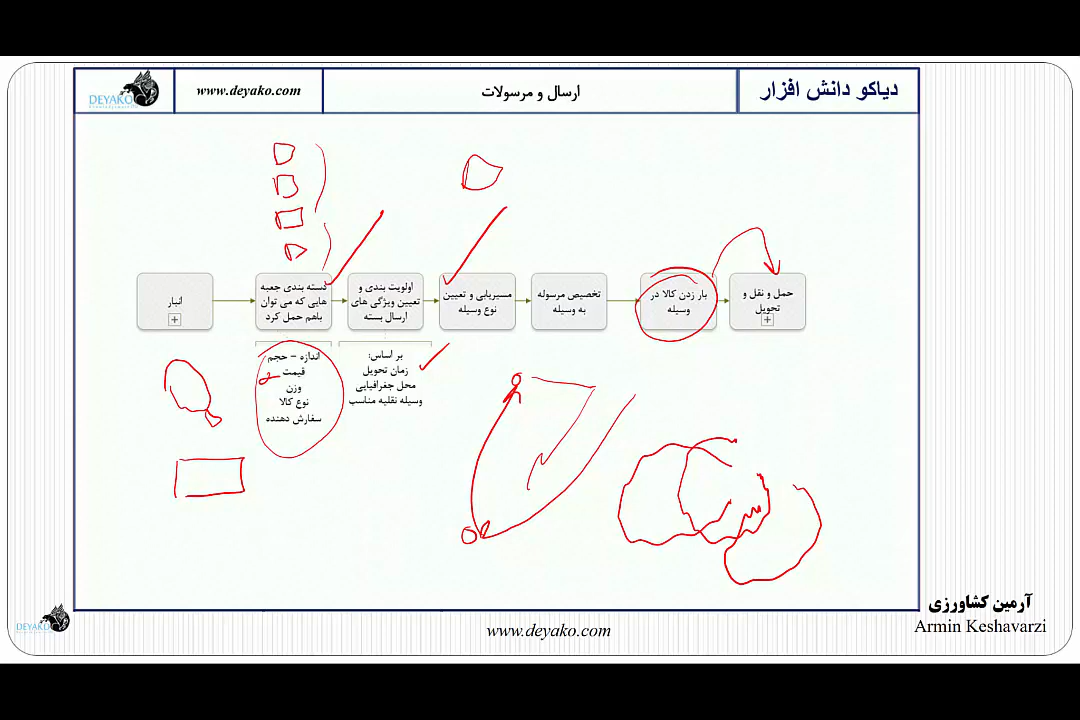 دیاکو دانش افزار
ارسال و مرسولات
www.deyako.com
DEYAKO
انبار
دسته بندی جعبه
هایی که می توان
باهم حمل کرد
اولویت بندی و
تعیین ویژگی های
ارسال بسته
مسیریابی و تعیین
نوع وسیله
تخصیص مرسوله
به وسیله
بار زدن کالا در
وسیله
حمل و نقل و
تحویل
اندازه – حجم
قیمت
وزن
نوع کالا
سفارش دهنده
بر اساس:
زمان تحویل
محل جغرافیایی
وسیله نقلیه مناسب
آرمین کشاورزی
Armin Keshavarzi
www.deyako.com
DEYAKO